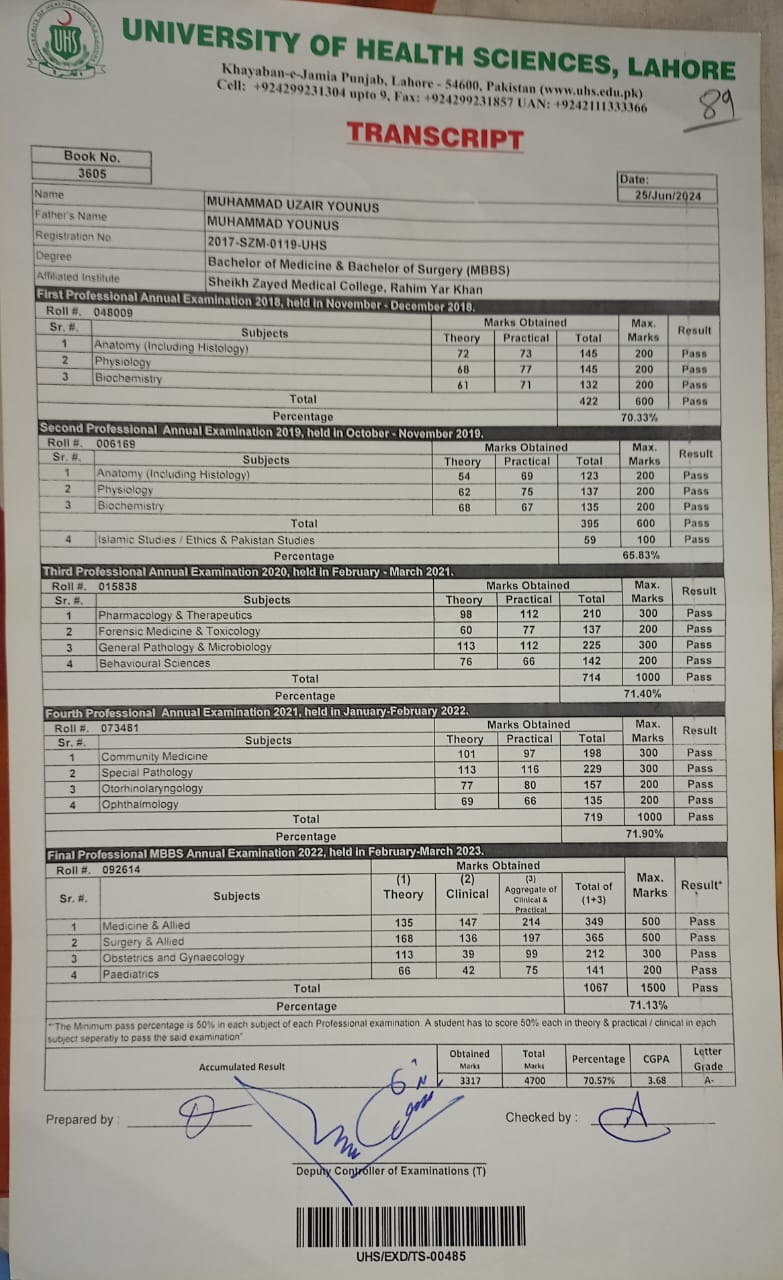 UNIVERSITY OF HEALTH SCIENCES, LAHORE
UHS
Khayaban-e-Jamia Punjab, Lahore - 54600, Pakistan (www.uhs.edu.pk)
Cell: +924299231304 upto 9, Fax: +924299231857 UAN: +9242111333366
89
TRANSCRIPT
Book No.
3605
Date:
25/Jun/2024
Name MUHAMMAD UZAIR YOUNUS
Father's Name MUHAMMAD YOUNUS
Registration No. 2017-SZM-0119-UHS
Degree Bachelor of Medicine & Bachelor of Surgery (MBBS)
Affiliated Institute Sheikh Zayed Medical College, Rahim Yar Khan
First Professional Annual Examination 2018, held in November - December 2018.
Roll #. 048009 Marks Obtained Max. Marks Result
Sr. #. Subjects Theory Practical Total
1 Anatomy (Including Histology) 72 73 145 200 Pass
2 Physiology 68 77 145 200 Pass
3 Biochemistry 61 71 132 200 Pass
Total 422 600 Pass
Percentage 70.33%
Second Professional Annual Examination 2019, held in October - November 2019.
Roll #. 006169 Marks Obtained Max. Marks Result
Sr. #. Subjects Theory Practical Total
1 Anatomy (Including Histology) 54 69 123 200 Pass
2 Physiology 62 75 137 200 Pass
3 Biochemistry 68 67 135 200 Pass
Total 395 600 Pass
4 Islamic Studies / Ethics & Pakistan Studies 59 100 Pass
Percentage 65.83%
Third Professional Annual Examination 2020, held in February - March 2021.
Roll #. 015838 Marks Obtained Max. Marks Result
Sr. #. Subjects Theory Practical Total
1 Pharmacology & Therapeutics 98 112 210 300 Pass
2 Forensic Medicine & Toxicology 60 77 137 200 Pass
3 General Pathology & Microbiology 113 112 225 300 Pass
4 Behavioural Sciences 76 66 142 200 Pass
Total 714 1000 Pass
Percentage 71.40%
Fourth Professional Annual Examination 2021, held in January-February 2022.
Roll #. 073481 Marks Obtained Max. Marks Result
Sr. #. Subjects Theory Practical Total
1 Community Medicine 101 97 198 300 Pass
2 Special Pathology 113 116 229 300 Pass
3 Otorhinolaryngology 77 80 157 200 Pass
4 Ophthalmology 69 66 135 200 Pass
Total 719 1000 Pass
Percentage 71.90%
Final Professional MBBS Annual Examination 2022, held in February-March 2023.
Roll #. 092614 Marks Obtained Max. Marks Result*
Sr. #. Subjects (1) Theory (2) Clinical (3) Aggregate of Clinical & Practical Total of (1+3)
1 Medicine & Allied 135 147 214 349 500 Pass
2 Surgery & Allied 168 136 197 365 500 Pass
3 Obstetrics and Gynaecology 113 39 99 212 300 Pass
4 Paediatrics 66 42 75 141 200 Pass
Total 1067 1500 Pass
Percentage 71.13%
"*The Minimum pass percentage is 50% in each subject of each Professional examination. A student has to score 50% each in theory & practical / clinical in each
subject seperatly to pass the said examination"
Accumulated Result Obtained Marks Total Marks Percentage CGPA Letter Grade
3317 4700 70.57% 3.68 A-
Prepared by :
Checked by :
Deputy Controller of Examinations (T)
UHS/EXD/TS-00485